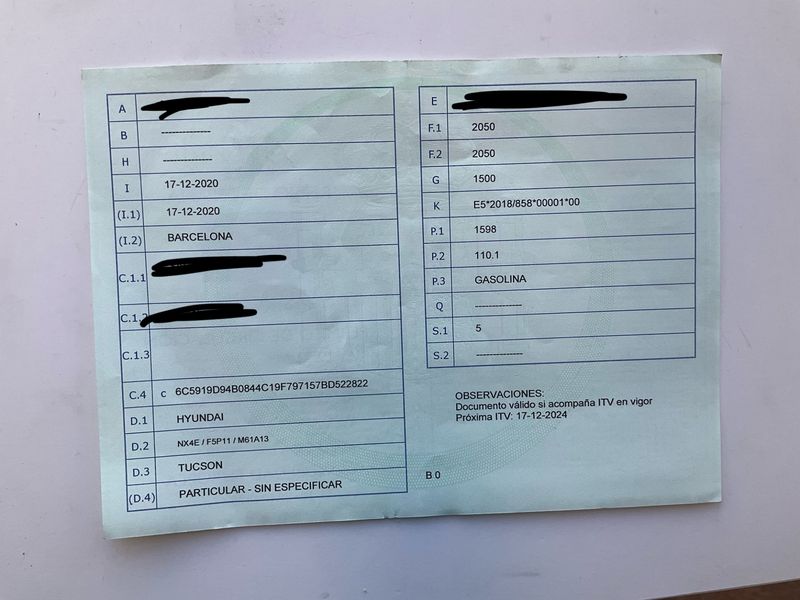 A
B -------------
H -------------
I 17-12-2020
(I.1) 17-12-2020
(I.2) BARCELONA
C.1.1
C.1.2
C.1.3
C.4 c 6C5919D94B0844C19F797157BD522822
D.1 HYUNDAI
D.2 NX4E / F5P11 / M61A13
D.3 TUCSON
(D.4) PARTICULAR - SIN ESPECIFICAR
E
F.1 2050
F.2 2050
G 1500
K E5*2018/858*00001*00
P.1 1598
P.2 110.1
P.3 GASOLINA
Q -------------
S.1 5
S.2 -------------
OBSERVACIONES:
Documento válido si acompaña ITV en vigor
Próxima ITV: 17-12-2024
B 0